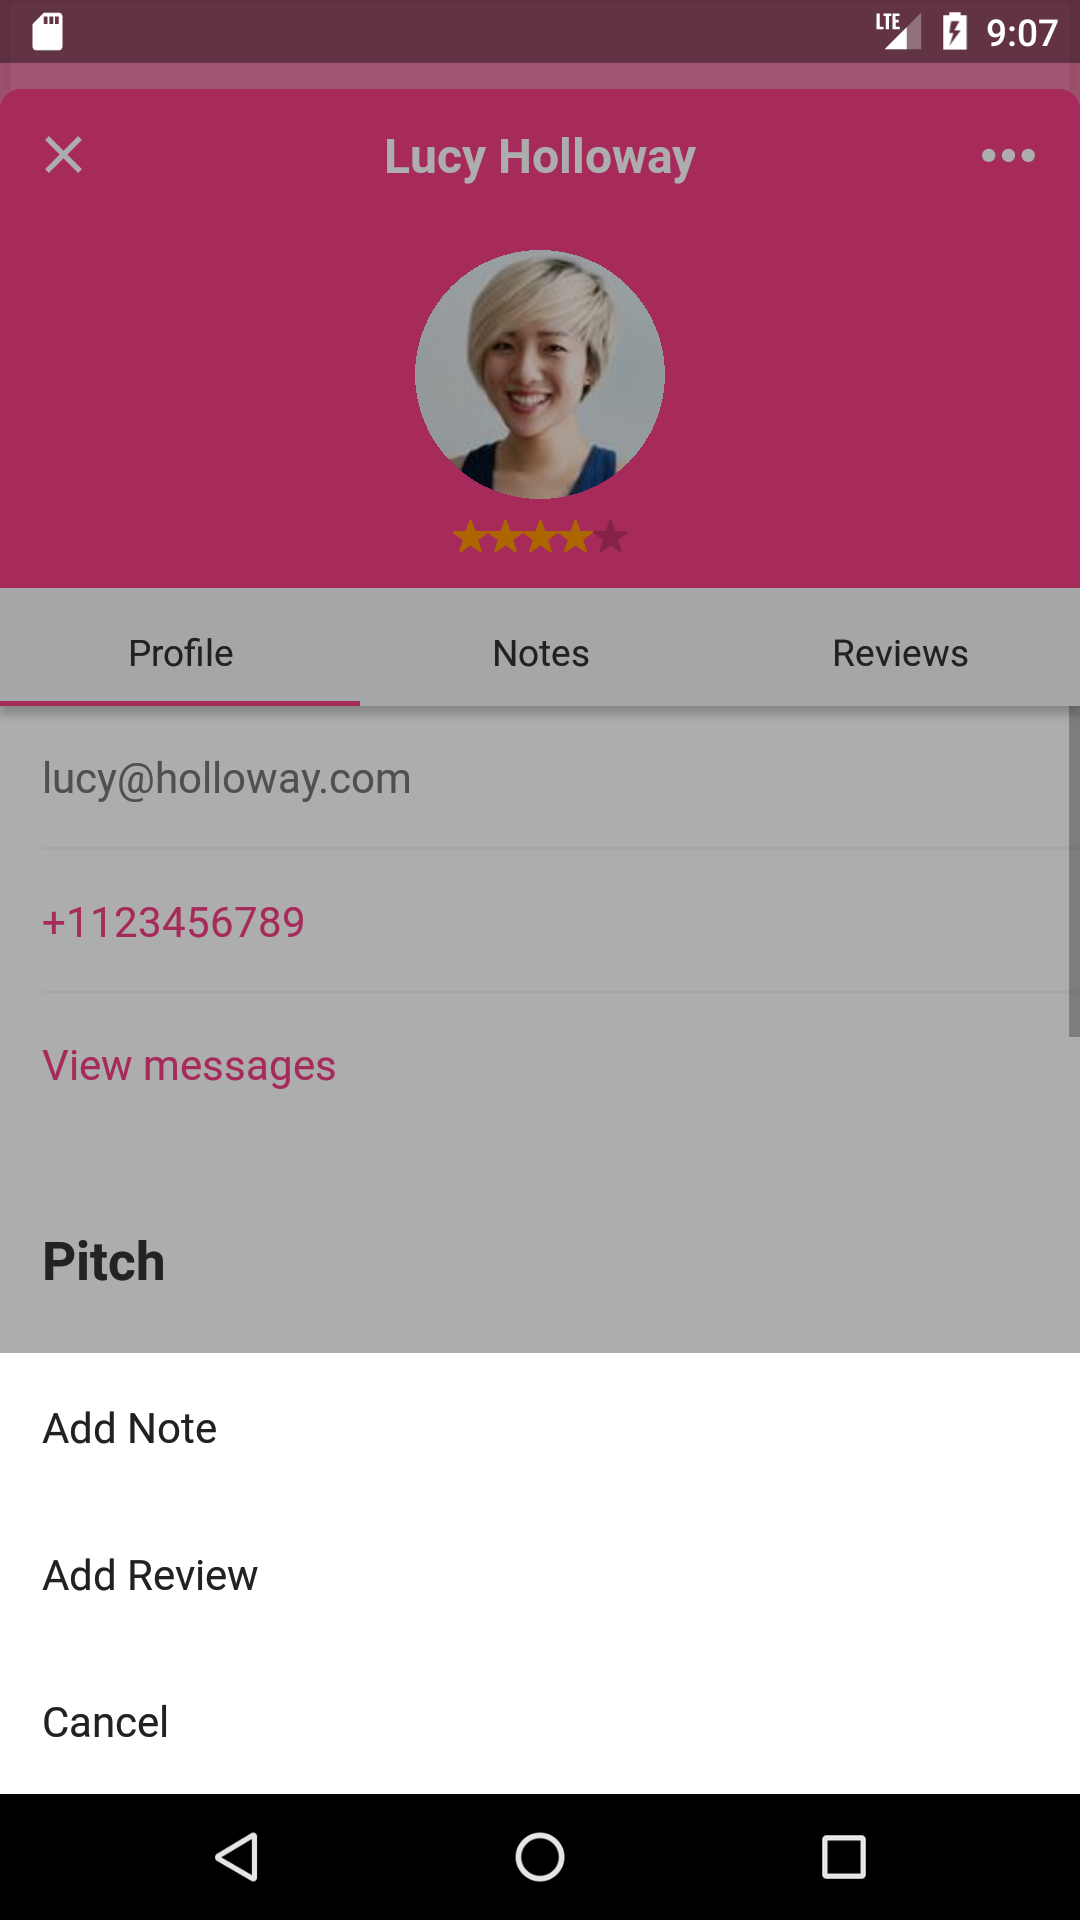 LTE 9:07
Lucy Holloway
Profile Notes Reviews
lucy@holloway.com
+1123456789
View messages
Pitch
Add Note
Add Review
Cancel